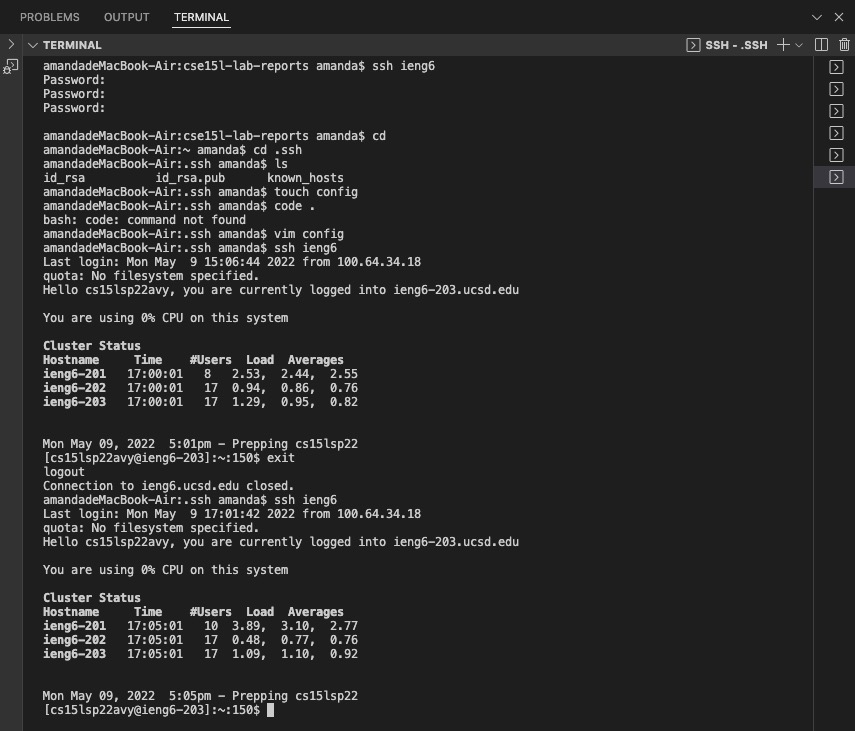 PROBLEMS OUTPUT TERMINAL
TERMINAL SSH - .SSH
amandadeMacBook-Air:cse15l-lab-reports amanda$ ssh ieng6
Password:
Password:
Password:
amandadeMacBook-Air:cse15l-lab-reports amanda$ cd
amandadeMacBook-Air:~ amanda$ cd .ssh
amandadeMacBook-Air:.ssh amanda$ ls
id_rsa id_rsa.pub known_hosts
amandadeMacBook-Air:.ssh amanda$ touch config
amandadeMacBook-Air:.ssh amanda$ code .
bash: code: command not found
amandadeMacBook-Air:.ssh amanda$ vim config
amandadeMacBook-Air:.ssh amanda$ ssh ieng6
Last login: Mon May  9 15:06:44 2022 from 100.64.34.18
quota: No filesystem specified.
Hello cs15lsp22avy, you are currently logged into ieng6-203.ucsd.edu
You are using 0% CPU on this system
Cluster Status
Hostname Time #Users Load Averages
ieng6-201 17:00:01 8 2.53, 2.44, 2.55
ieng6-202 17:00:01 17 0.94, 0.86, 0.76
ieng6-203 17:00:01 17 1.29, 0.95, 0.82
Mon May 09, 2022  5:01pm - Prepping cs15lsp22
[cs15lsp22avy@ieng6-203]:~:150$ exit
logout
Connection to ieng6.ucsd.edu closed.
amandadeMacBook-Air:.ssh amanda$ ssh ieng6
Last login: Mon May  9 17:01:42 2022 from 100.64.34.18
quota: No filesystem specified.
Hello cs15lsp22avy, you are currently logged into ieng6-203.ucsd.edu
You are using 0% CPU on this system
Cluster Status
Hostname Time #Users Load Averages
ieng6-201 17:05:01 10 3.89, 3.10, 2.77
ieng6-202 17:05:01 17 0.48, 0.77, 0.76
ieng6-203 17:05:01 17 1.09, 1.10, 0.92
Mon May 09, 2022  5:05pm - Prepping cs15lsp22
[cs15lsp22avy@ieng6-203]:~:150$